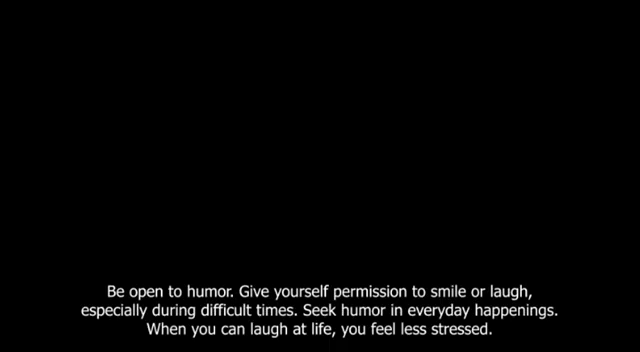 Be open to humor. Give yourself permission to smile or laugh,
especially during difficult times. Seek humor in everyday happenings.
When you can laugh at life, you feel less stressed.